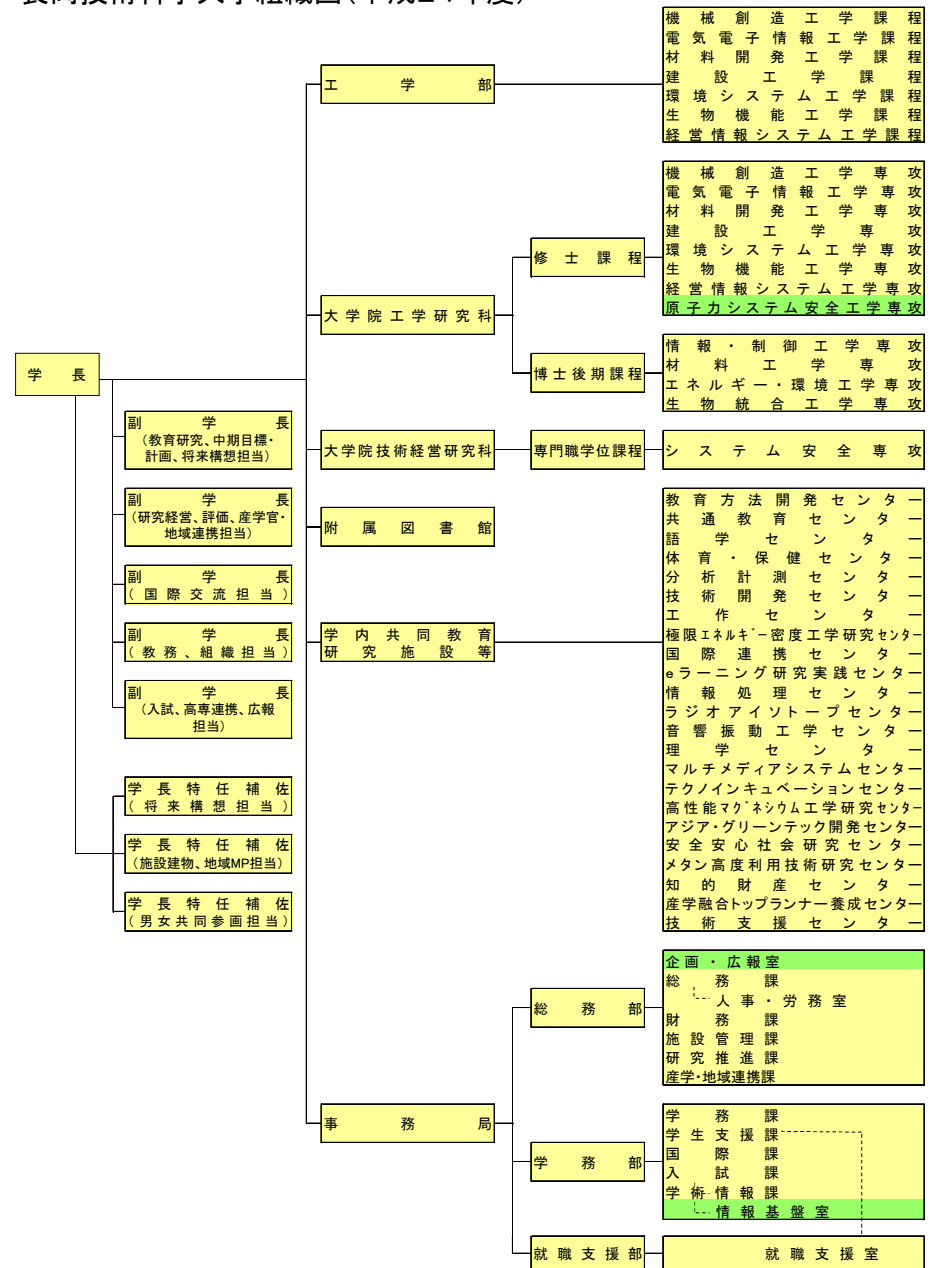 機械創造工学課程
電気電子情報工学課程
材料開発工学課程
建設工学課程
環境システム工学課程
生物機能工学課程
経営情報システム工学課程
工学部
機械創造工学専攻
電気電子情報工学専攻
材料開発工学専攻
建設工学専攻
環境システム工学専攻
生物機能工学専攻
経営情報システム工学専攻
原子力システム安全工学専攻
修士課程
大学院工学研究科
情報・制御工学専攻
材料工学専攻
エネルギー・環境工学専攻
生物統合工学専攻
博士後期課程
学長
副学長
(教育研究、中期目標・
計画、将来構想担当)
大学院技術経営研究科
専門職学位課程
システム安全専攻
副学長
(研究経営、評価、産学官・
地域連携担当)
附属図書館
副学長
(国際交流担当)
副学長
(教務、組織担当)
学内共同教育
研究施設等
副学長
(入試、高専連携、広報
担当)
学長特任補佐
(将来構想担当)
学長特任補佐
(施設建物、地域MP担当)
学長特任補佐
(男女共同参画担当)
教育方法開発センター
共通教育センター
語学センター
体育・保健センター
分析計測センター
技術開発センター
工作センター
極限エネルギー密度工学研究センター
国際連携センター
eラーニング研究実践センター
情報処理センター
ラジオアイソトープセンター
音響振動工学センター
理学センター
マルチメディアシステムセンター
テクノインキュベーションセンター
高性能マグネシウム工学研究センター
アジア・グリーンテック開発センター
安全安心社会研究センター
メタン高度利用技術研究センター
知的財産センター
産学融合トップランナー養成センター
技術支援センター
企画・広報室
総務課
人事・労務室
財務課
施設管理課
研究推進課
産学・地域連携課
総務部
事務局
学務課
学生支援課
国際課
入試課
学術情報課
情報基盤室
学務部
就職支援部
就職支援室